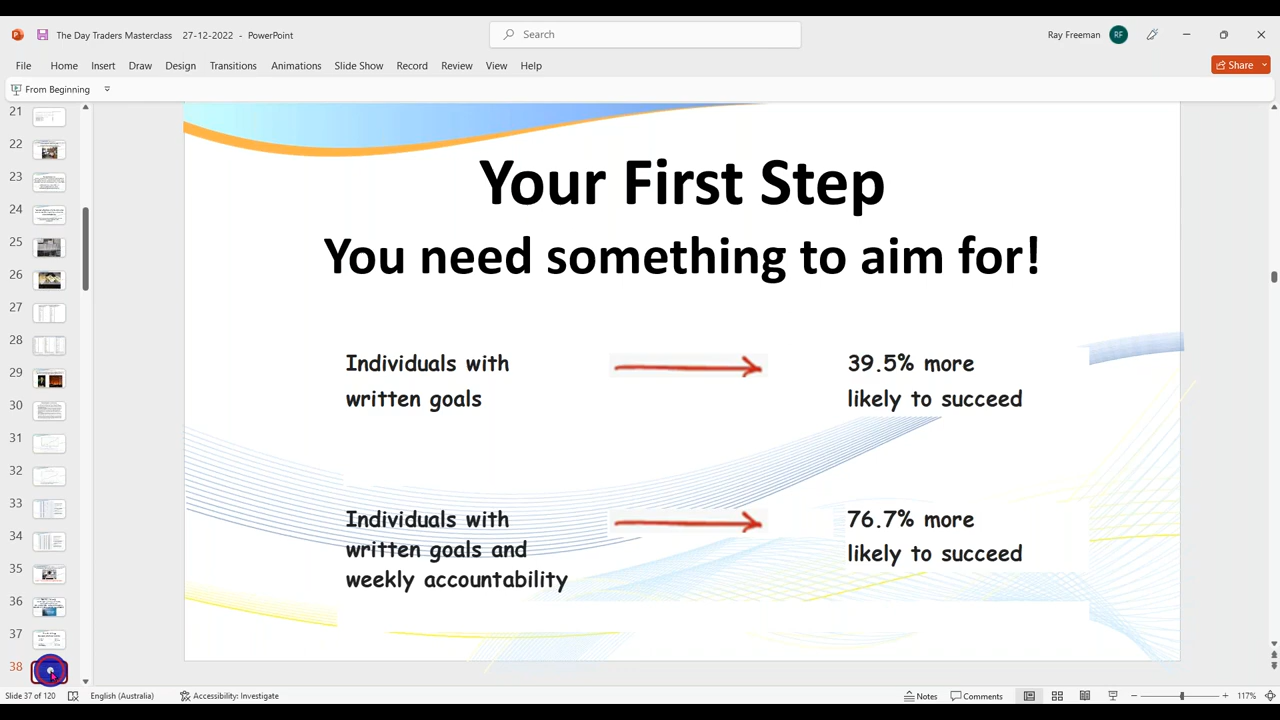 The Day Traders Masterclass 27-12-2022 - PowerPoint
Search
Ray Freeman RF
File Home Insert Draw Design Transitions Animations Slide Show Record Review View Help
Share
From Beginning
21
22
23
24
25
26
27
28
29
30
31
32
33
34
35
36
37
38
Your First Step
You need something to aim for!
Individuals with
written goals
39.5% more
likely to succeed
Individuals with
written goals and
weekly accountability
76.7% more
likely to succeed
Slide 37 of 120 English (Australia) Accessibility: Investigate Notes Comments 117%